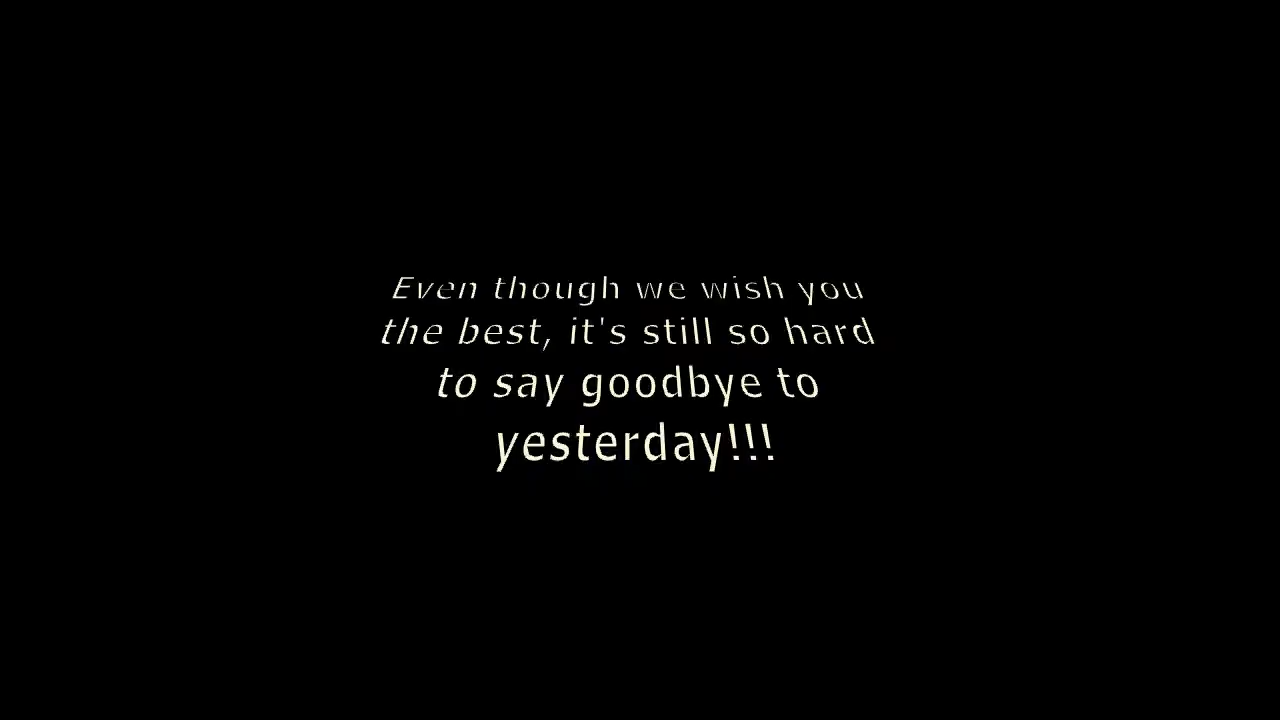 Even though we wish you
the best, it's still so hard
to say goodbye to
yesterday!!!